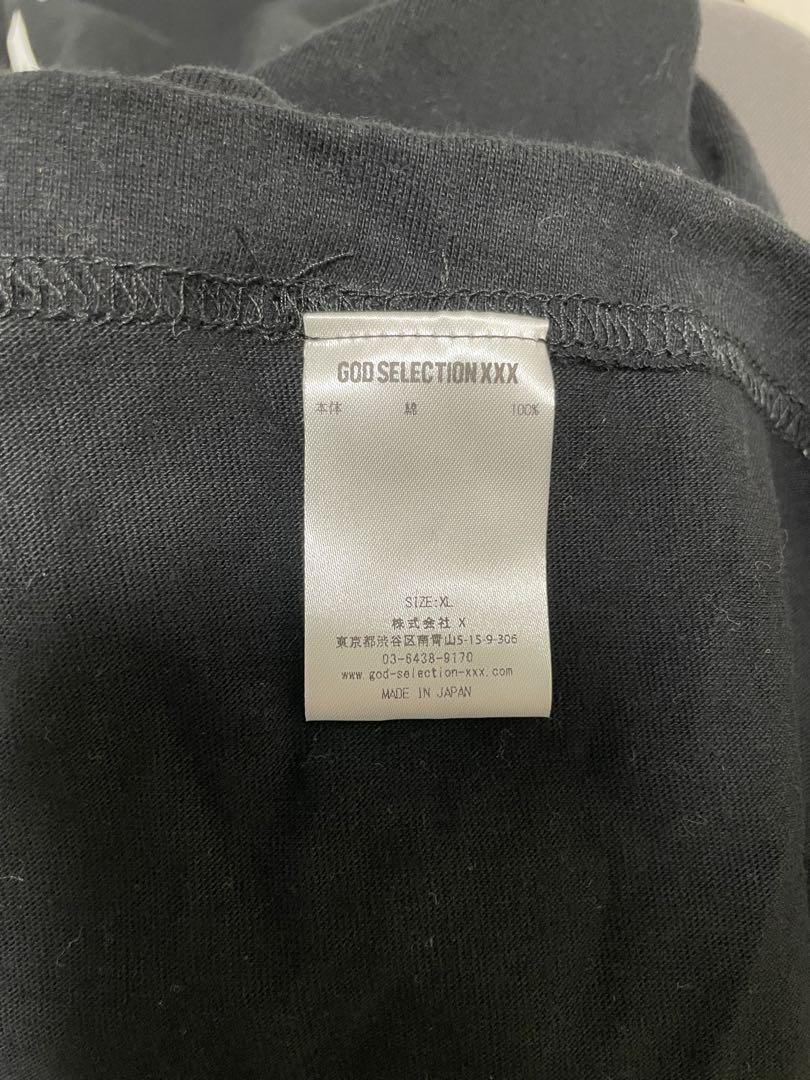 GOD SELECTION XXX
本体 綿 100%
SIZE:XL
株式会社 X
東京都渋谷区南青山5-15-9-306
03-6438-9170
www.god-selection-xxx.com
MADE IN JAPAN